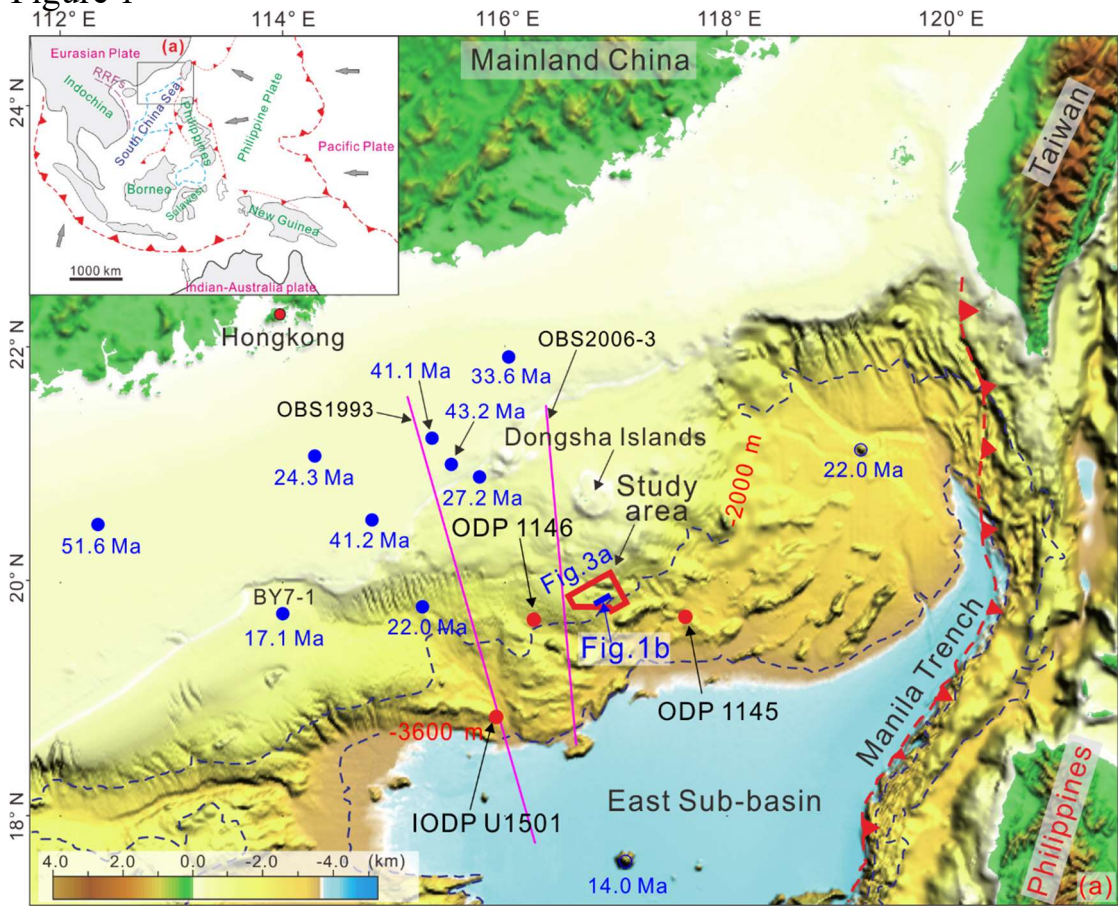 Figure 1
112° E
114° E
116° E
118° E
120° E
24° N
22° N
20° N
18° N
Eurasian Plate
(a)
RRFs
Indochina
South China Sea
Philippines
Philippine Plate
Pacific Plate
Borneo
Sulawesi
New Guinea
1000 km
Indian-Australia plate
Mainland China
Taiwan
Hongkong
OBS2006-3
41.1 Ma
33.6 Ma
OBS1993
43.2 Ma
Dongsha Islands
24.3 Ma
27.2 Ma
Study
area
-2000 m
22.0 Ma
51.6 Ma
41.2 Ma
ODP 1146
Fig.3a
BY7-1
17.1 Ma
22.0 Ma
Fig.1b
ODP 1145
Manila Trench
-3600 m
East Sub-basin
IODP U1501
14.0 Ma
Philippines
4.0
2.0
0.0
-2.0
-4.0
(km)
(a)